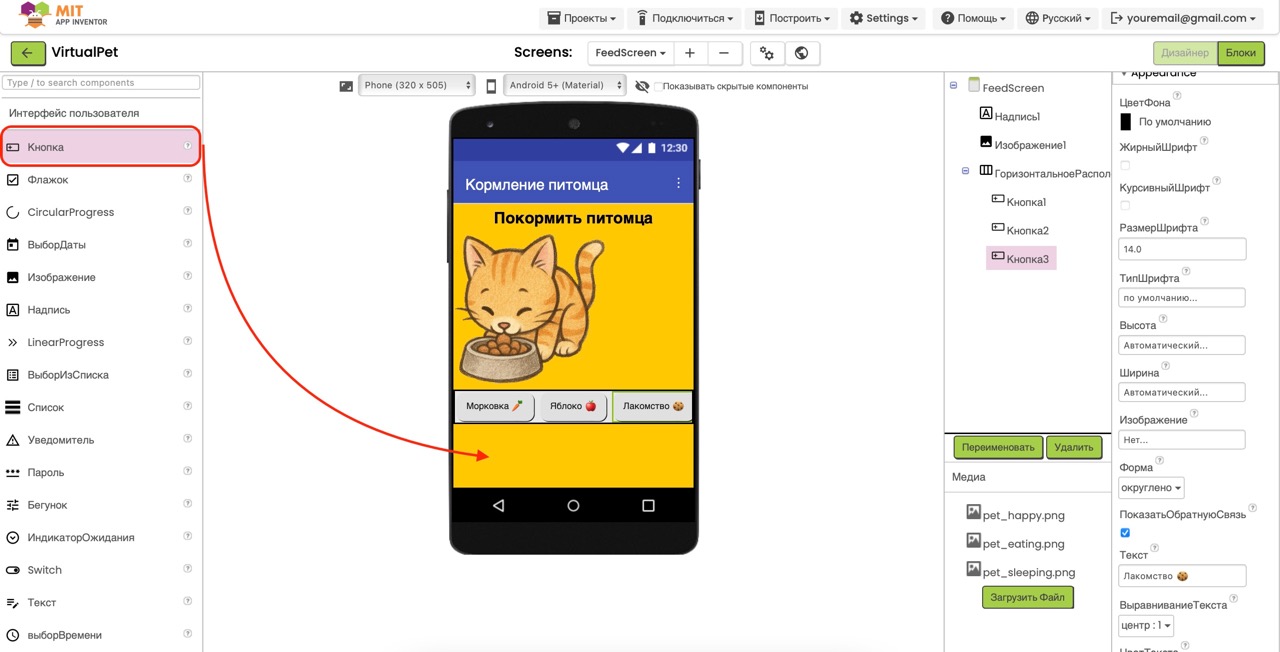 MIT
APP INVENTOR
Проекты
Подключиться
Построить
Settings
Помощь
Русский
youremail@gmail.com
VirtualPet
Screens:
FeedScreen
Дизайнер
Блоки
Type / to search components
Интерфейс пользователя
Кнопка
Флажок
CircularProgress
ВыборДаты
Изображение
Надпись
LinearProgress
ВыборИзСписка
Список
Уведомитель
Пароль
Бегунок
ИндикаторОжидания
Switch
Текст
выборВремени
Phone (320 x 505)
Android 5+ (Material)
Показывать скрытые компоненты
12:30
Кормление питомца
Покормить питомца
Морковка 🥕
Яблоко 🍎
Лакомство 🍪
FeedScreen
Надпись1
Изображение1
ГоризонтальноеРаспол
Кнопка1
Кнопка2
Кнопка3
Переименовать
Удалить
Медиа
pet_happy.png
pet_eating.png
pet_sleeping.png
Загрузить Файл
Appearance
ЦветФона
По умолчанию
ЖирныйШрифт
КурсивныйШрифт
РазмерШрифта
14.0
ТипШрифта
по умолчанию...
Высота
Автоматический...
Ширина
Автоматический...
Изображение
Нет...
Форма
округлено
ПоказатьОбратнуюСвязь
Текст
Лакомство 🍪
ВыравниваниеТекста
центр : 1
ЦветТекста